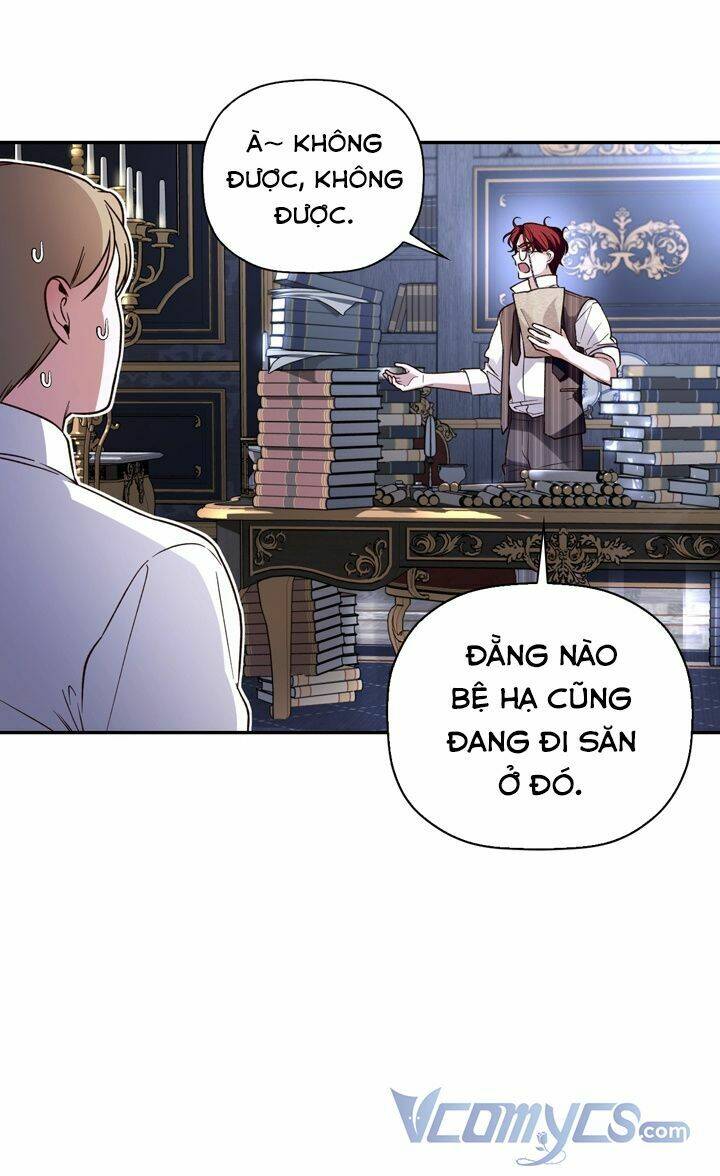 À~ KHÔNG
ĐƯỢC, KHÔNG
ĐƯỢC.
ĐẰNG NÀO
BỆ HẠ CŨNG
ĐANG ĐI SĂN
Ở ĐÓ.
VCOMYCS.com